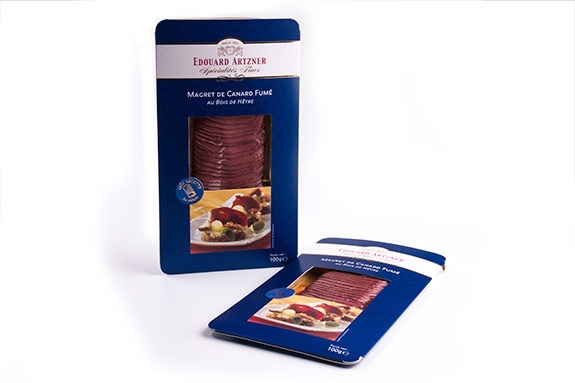 EDOUARD ARTZNER
Spécialités Fines
MAGRET DE CANARD FUMÉ
AU BOIS DE HÊTRE
100g e
EDOUARD ARTZNER
MAGRET DE CANARD FUMÉ
AU BOIS DE HÊTRE
100g e